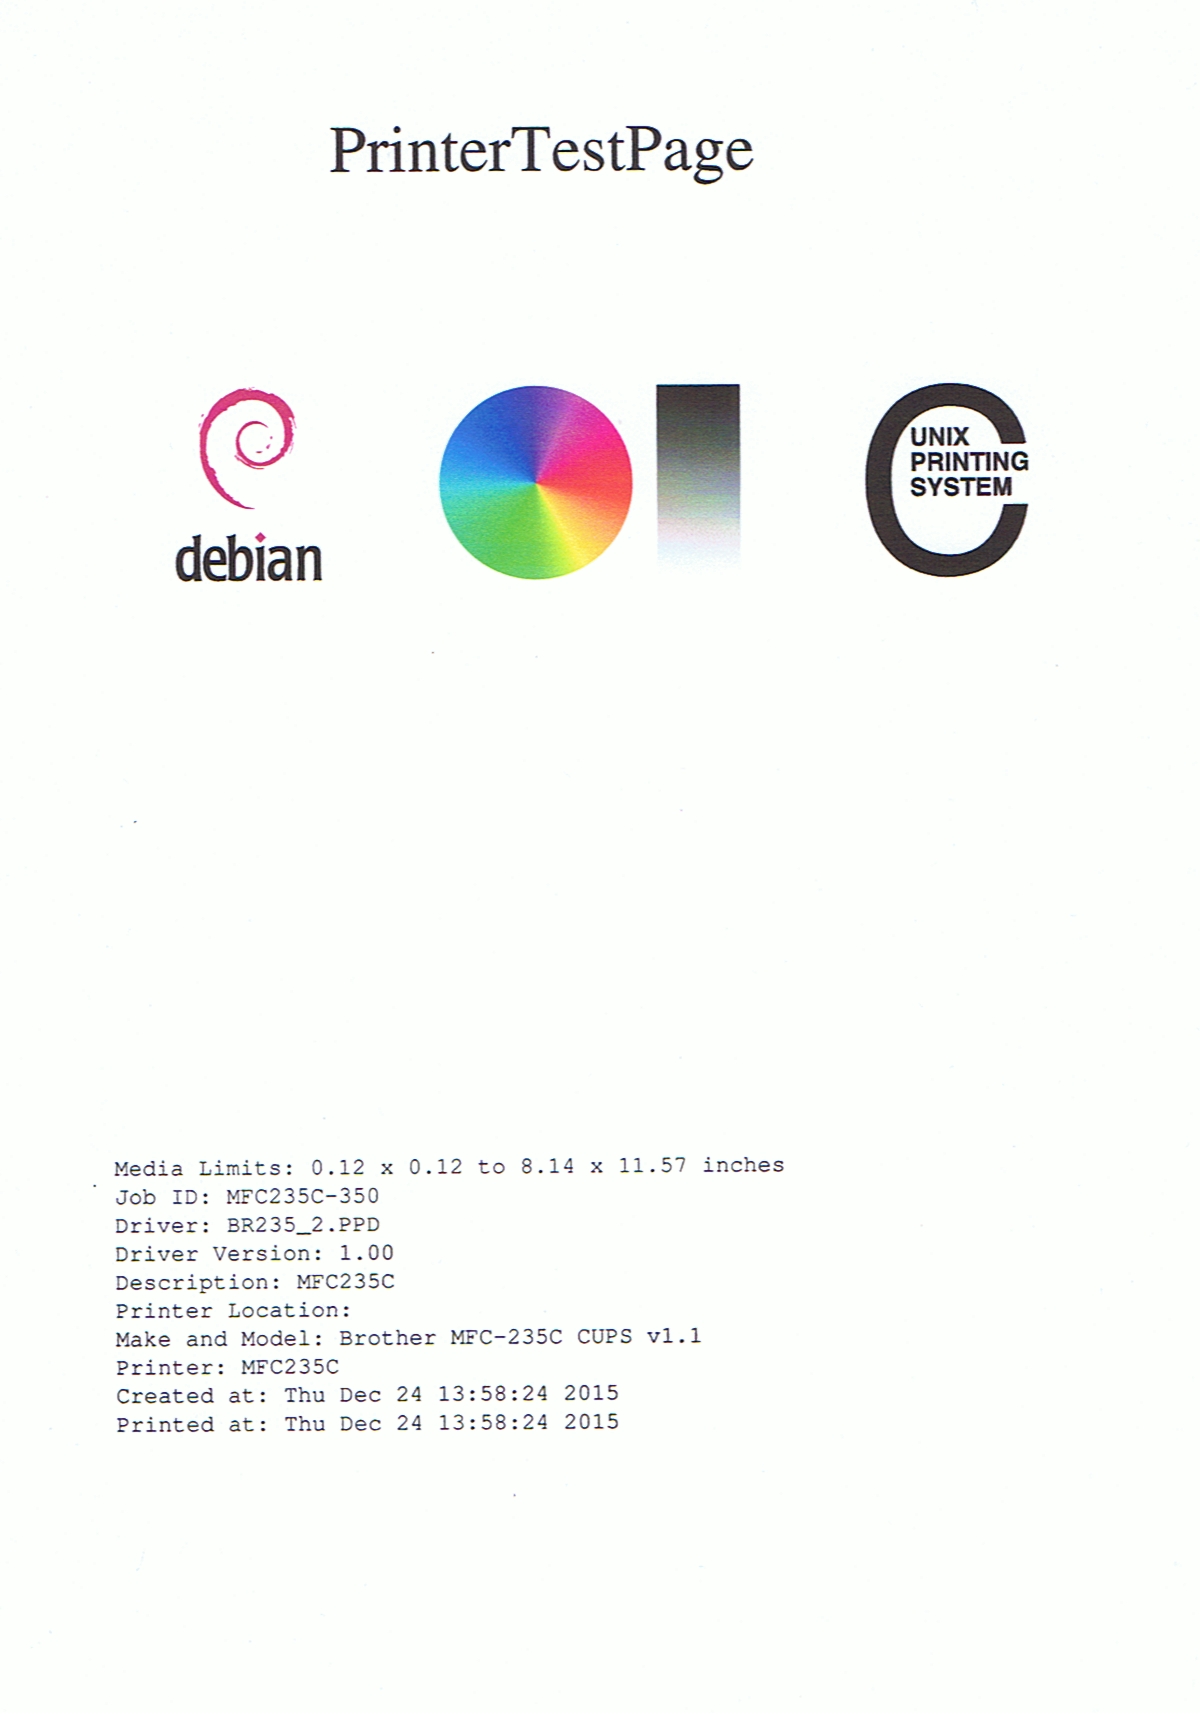 PrinterTestPage
debian
UNIX
PRINTING
SYSTEM
Media Limits: 0.12 x 0.12 to 8.14 x 11.57 inches
Job ID: MFC235C-350
Driver: BR235_2.PPD
Driver Version: 1.00
Description: MFC235C
Printer Location:
Make and Model: Brother MFC-235C CUPS v1.1
Printer: MFC235C
Created at: Thu Dec 24 13:58:24 2015
Printed at: Thu Dec 24 13:58:24 2015